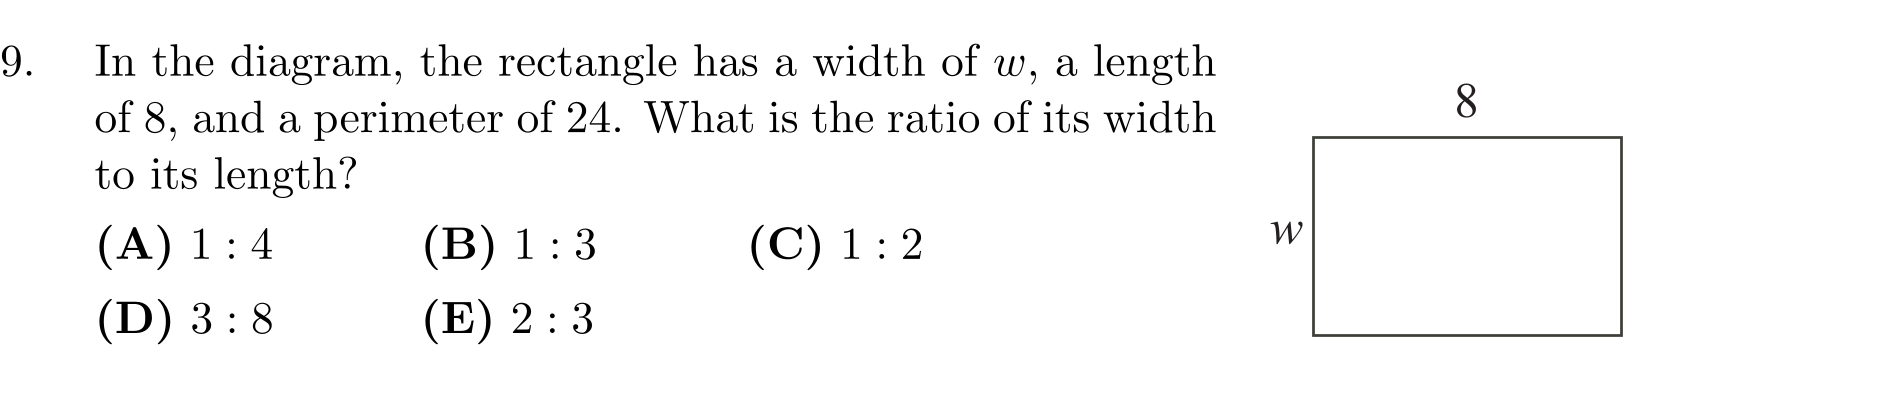 9. In the diagram, the rectangle has a width of w, a length
of 8, and a perimeter of 24. What is the ratio of its width
to its length?
(A) 1 : 4 (B) 1 : 3 (C) 1 : 2
(D) 3 : 8 (E) 2 : 3
8
w